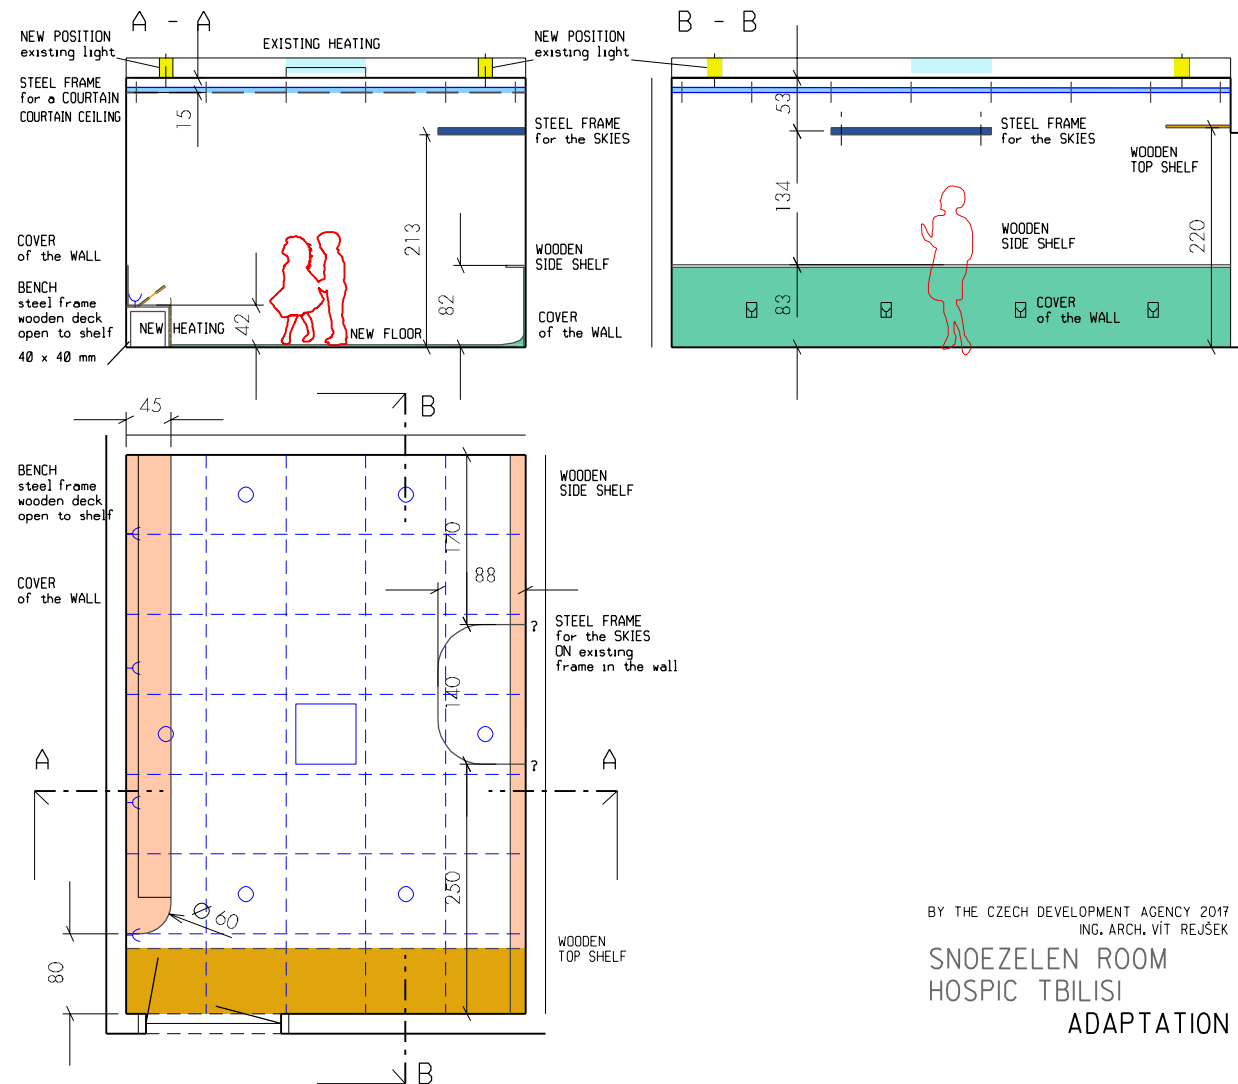 A - A
B - B
NEW POSITION
existing light
EXISTING HEATING
NEW POSITION
existing light
STEEL FRAME
for a COURTAIN
COURTAIN CEILING
15
STEEL FRAME
for the SKIES
213
COVER
of the WALL
WOODEN
SIDE SHELF
BENCH
steel frame
wooden deck
open to shelf
40 x 40 mm
NEW HEATING
42
NEW FLOOR
82
COVER
of the WALL
53
STEEL FRAME
for the SKIES
WOODEN
TOP SHELF
134
220
WOODEN
SIDE SHELF
83
COVER
of the WALL
45
B
BENCH
steel frame
wooden deck
open to shelf
WOODEN
SIDE SHELF
170
88
COVER
of the WALL
STEEL FRAME
for the SKIES
ON existing
frame in the wall
?
140
?
A
A
250
Ø 60
80
WOODEN
TOP SHELF
B
BY THE CZECH DEVELOPMENT AGENCY 2017
ING. ARCH. VÍT REJŠEK
SNOEZELEN ROOM
HOSPIC TBILISI
ADAPTATION